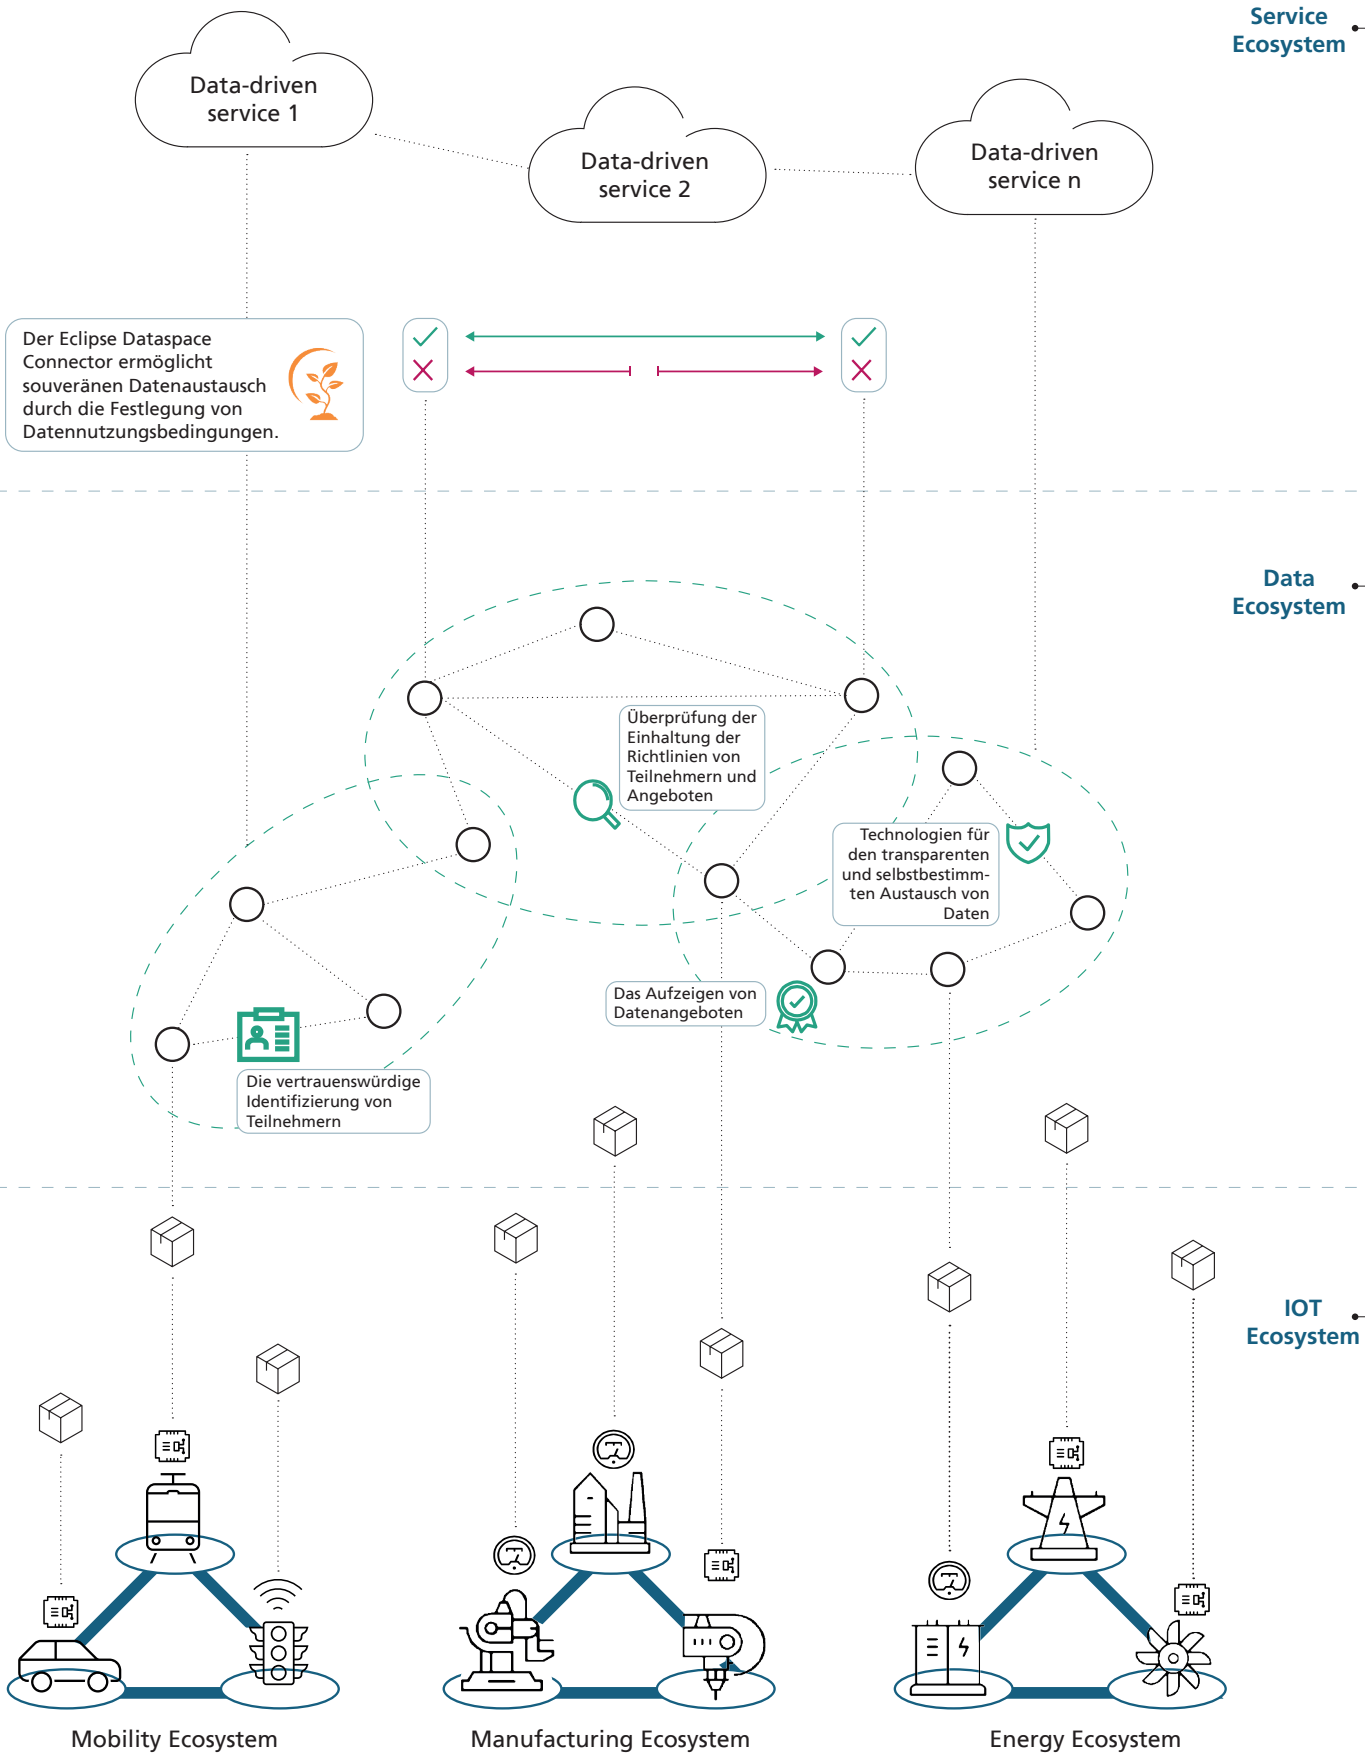 Service
Ecosystem
Data-driven
service 1
Data-driven
service 2
Data-driven
service n
Der Eclipse Dataspace
Connector ermöglicht
souveränen Datenaustausch
durch die Festlegung von
Datennutzungsbedingungen.
Data
Ecosystem
Überprüfung der
Einhaltung der
Richtlinien von
Teilnehmern und
Angeboten
Technologien für
den transparenten
und selbstbestimm-
ten Austausch von
Daten
Das Aufzeigen von
Datenangeboten
Die vertrauenswürdige
Identifizierung von
Teilnehmern
IOT
Ecosystem
Mobility Ecosystem
Manufacturing Ecosystem
Energy Ecosystem